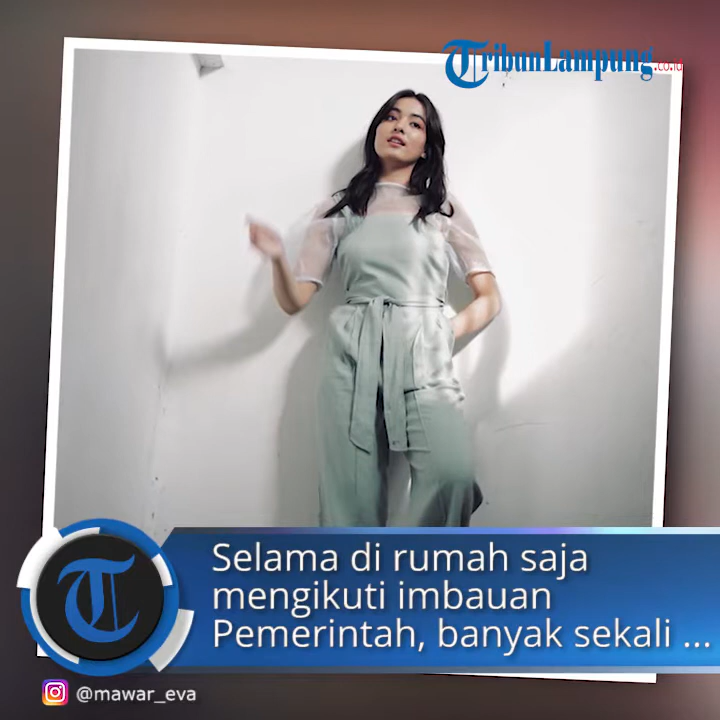 TribunLampung.co.id
Selama di rumah saja
mengikuti imbauan
Pemerintah, banyak sekali ...
@mawar_eva